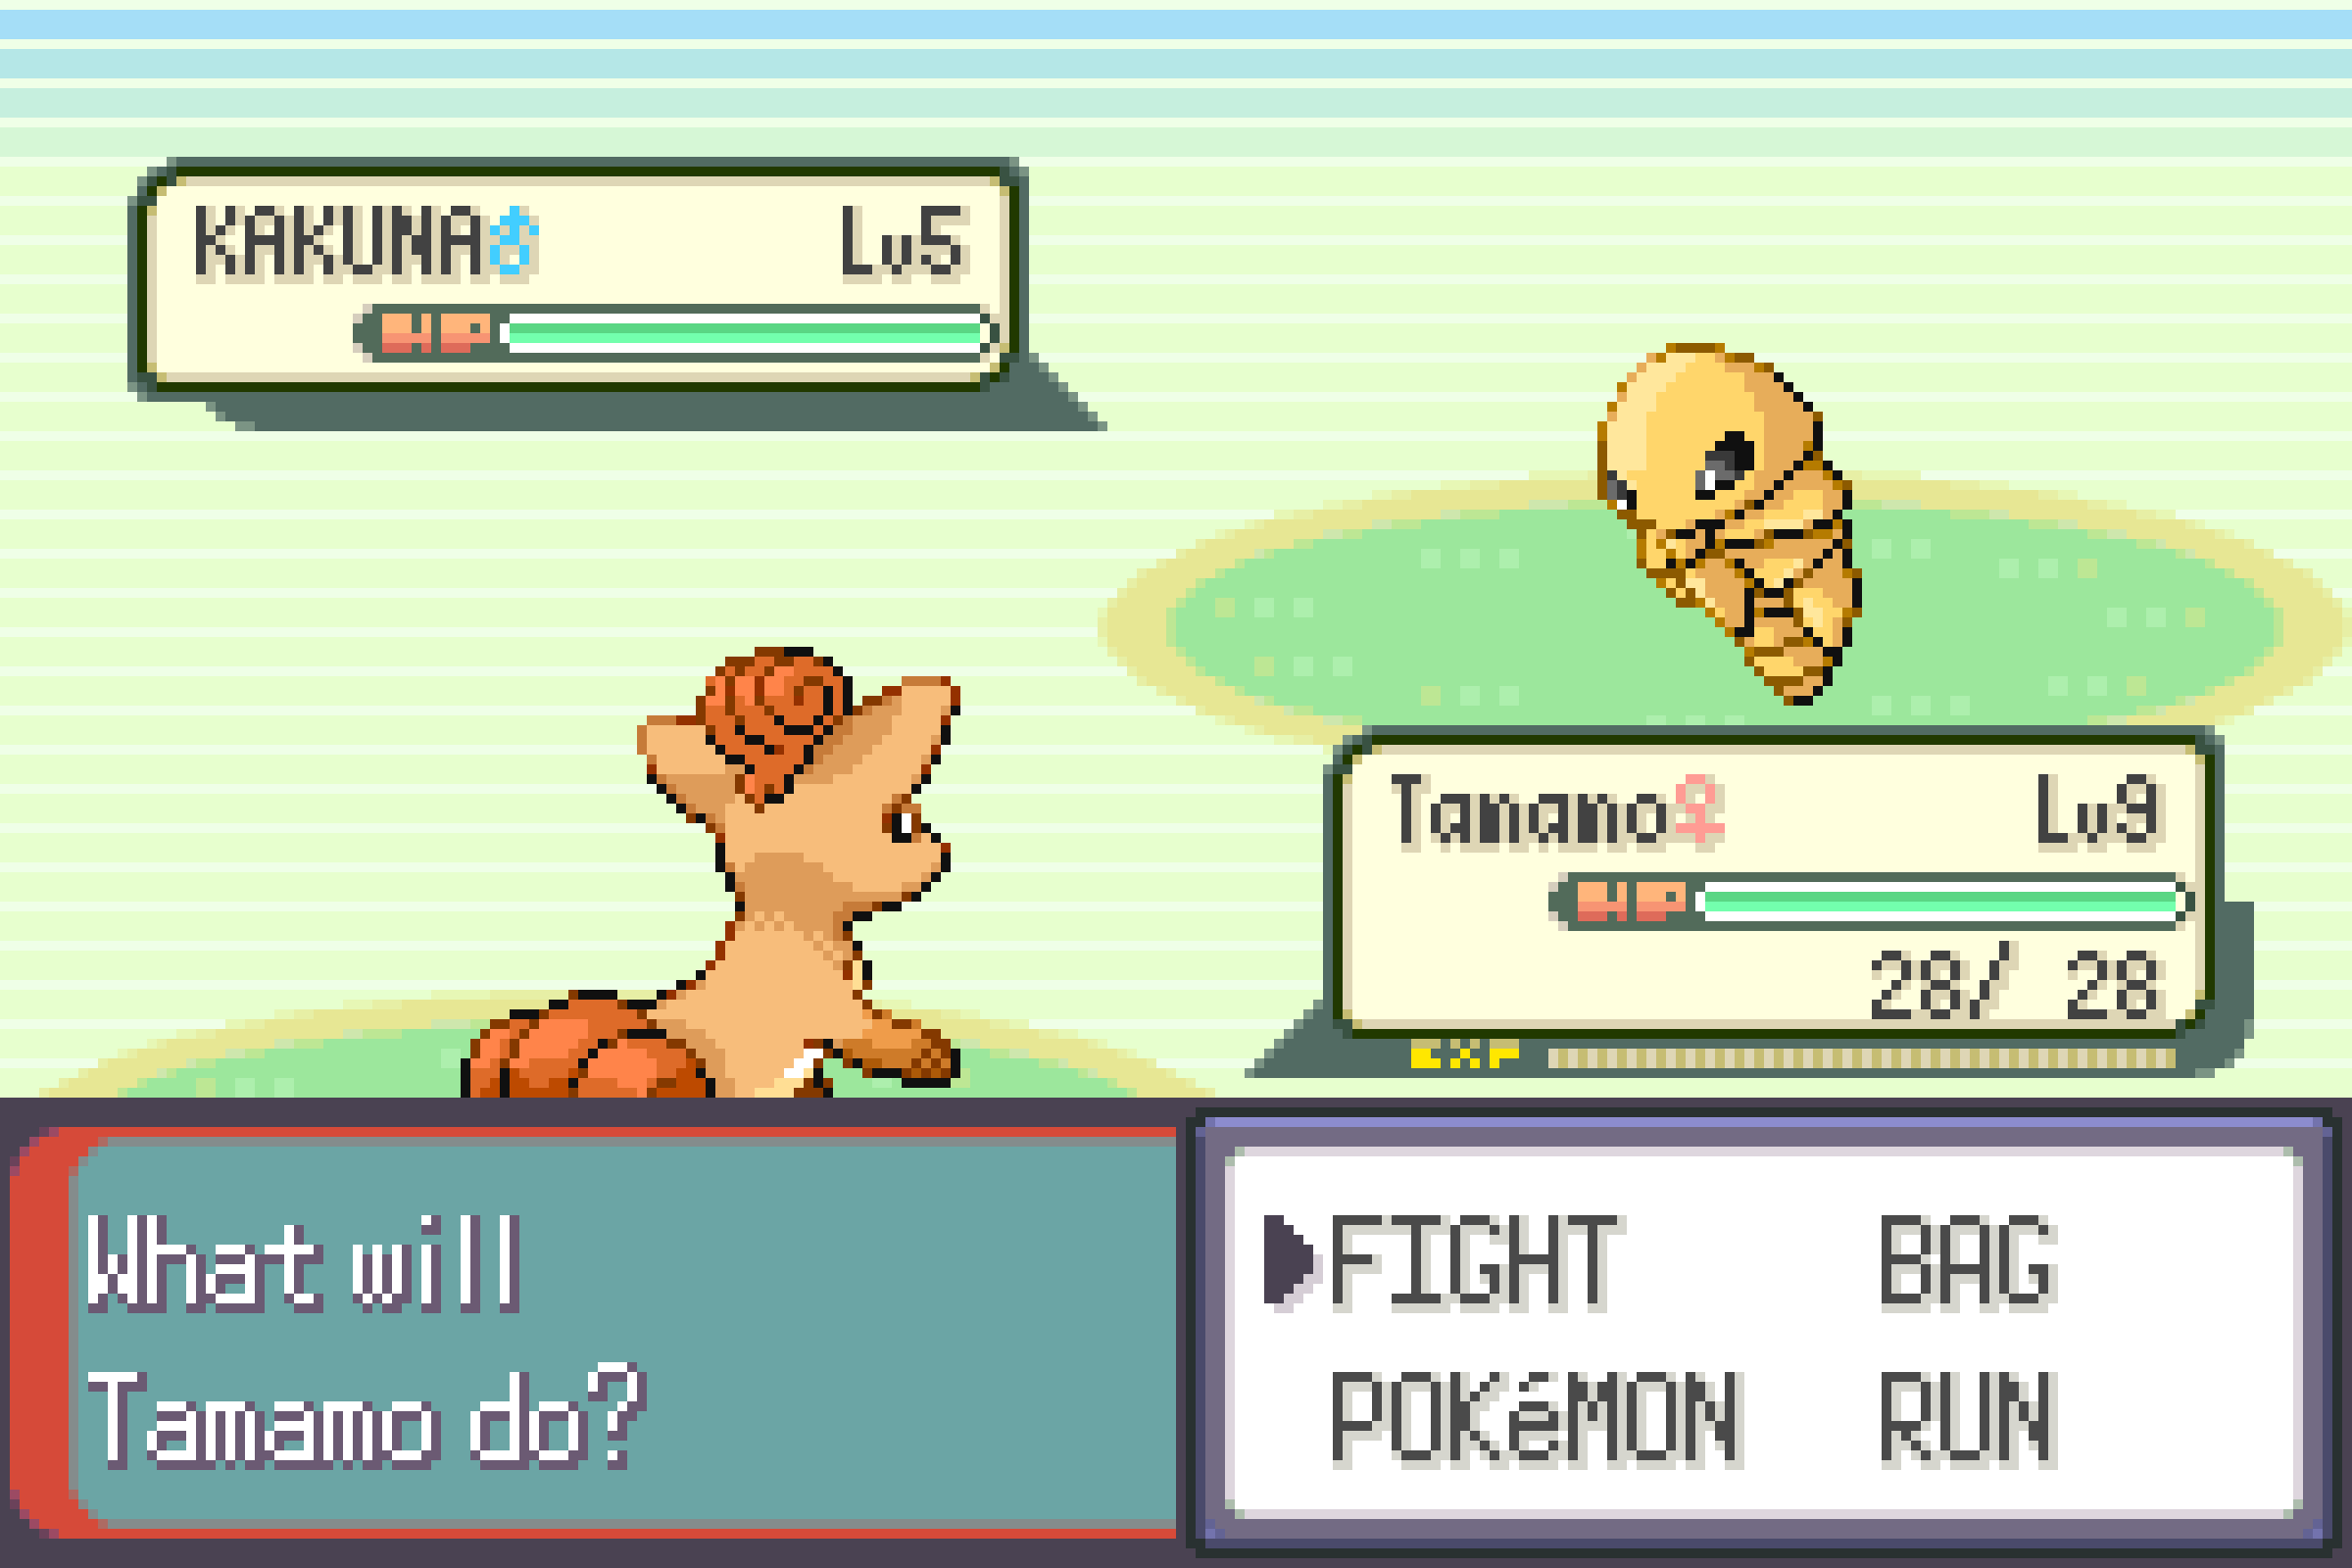 KAKUNA♂ Lv5
HP
Tamamo♀ Lv9
HP
28/ 28
EXP
What will
Tamamo do?
FIGHT BAG
POKéMON RUN